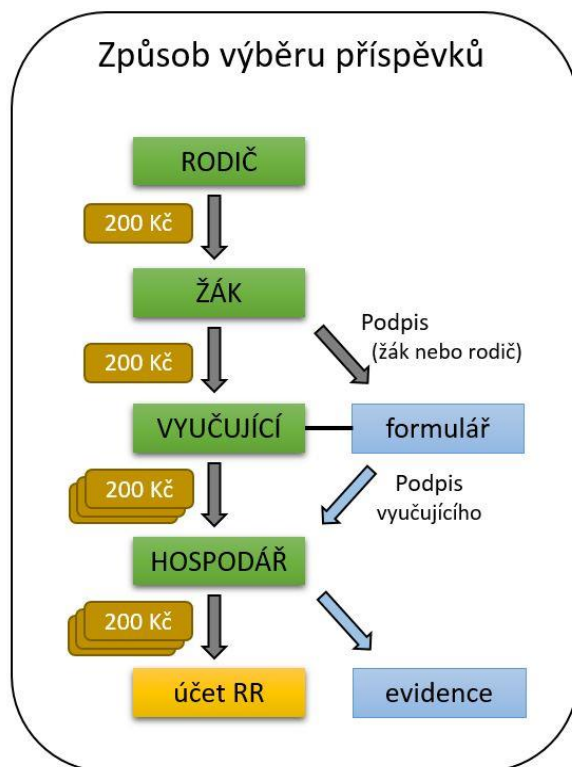 Způsob výběru příspěvků
RODIČ
200 Kč
ŽÁK
200 Kč
Podpis
(žák nebo rodič)
VYUČUJÍCÍ
formulář
200 Kč
Podpis
vyučujícího
HOSPODÁŘ
200 Kč
účet RR
evidence